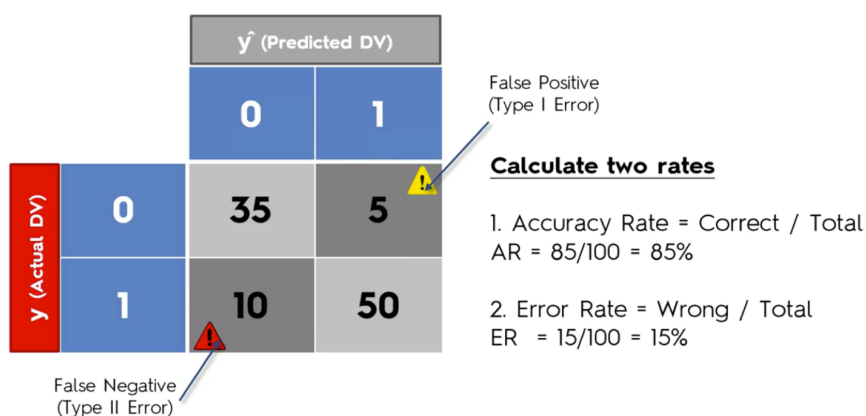 ŷ (Predicted DV)
0 1
False Positive
(Type I Error)
Calculate two rates
y (Actual DV)
0 35 5
1 10 50
1. Accuracy Rate = Correct / Total
AR = 85/100 = 85%
2. Error Rate = Wrong / Total
ER = 15/100 = 15%
False Negative
(Type II Error)